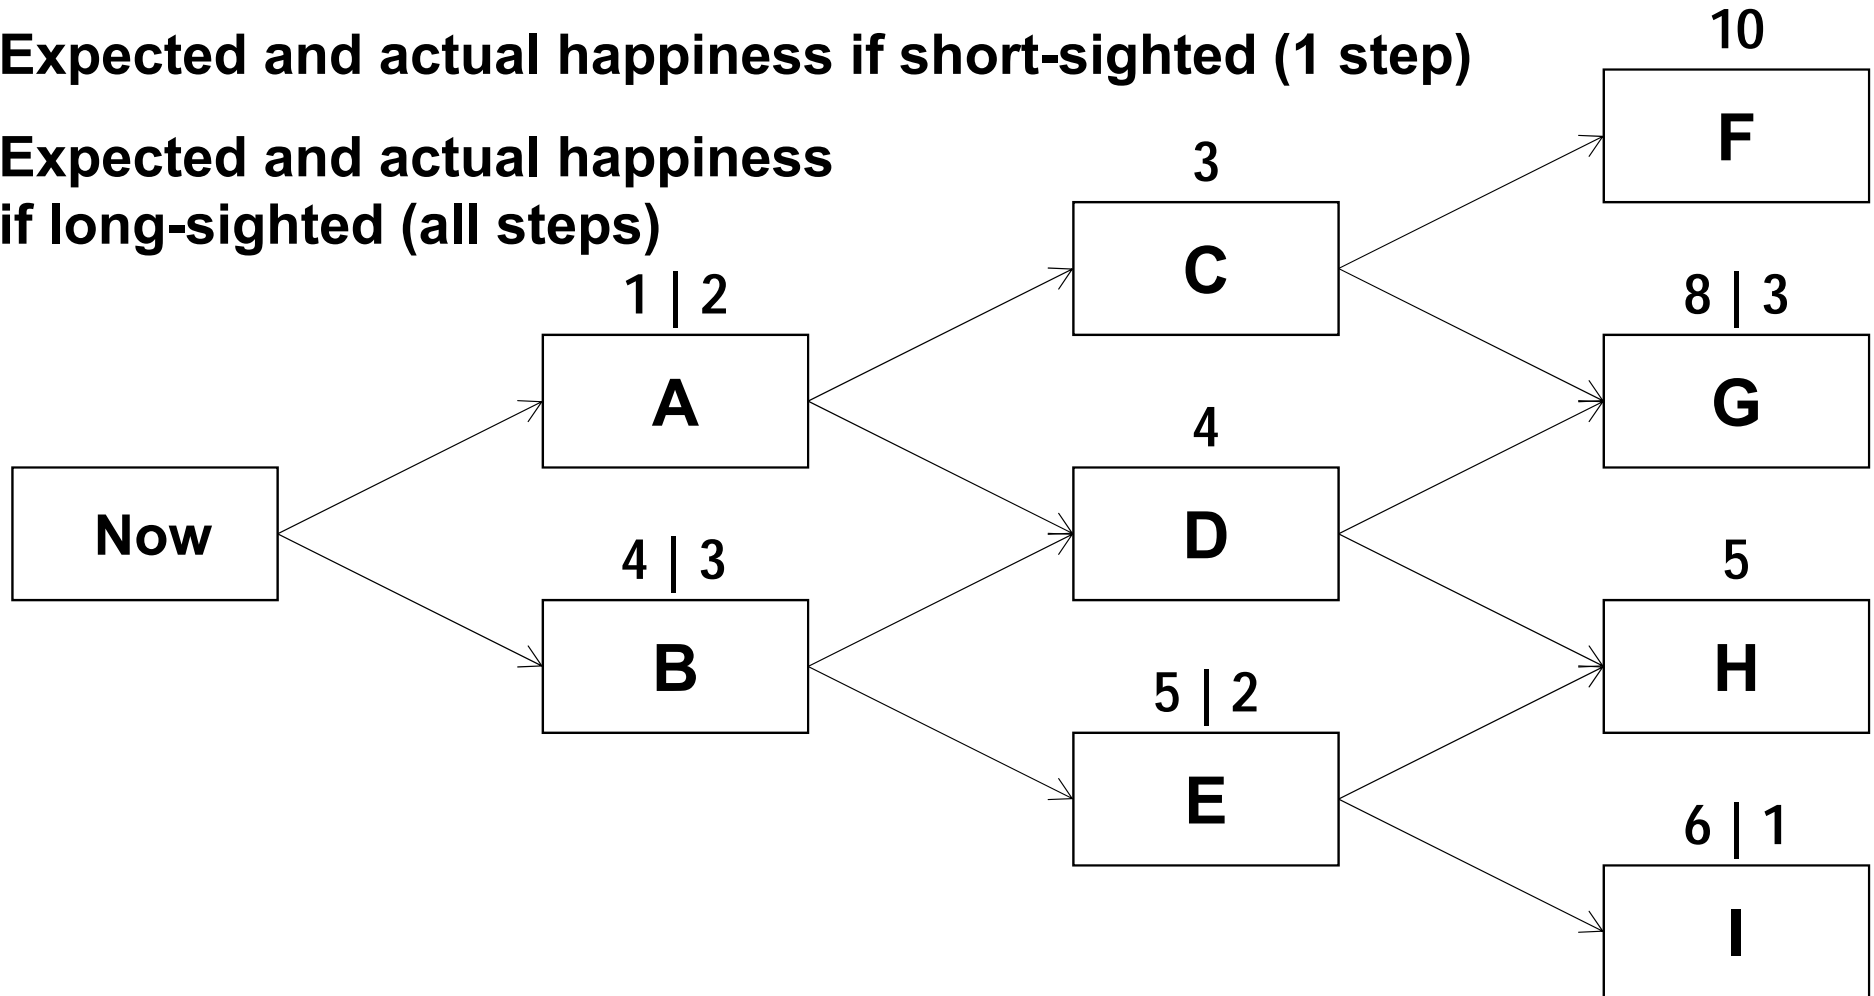 Expected and actual happiness if short-sighted (1 step)
Expected and actual happiness
if long-sighted (all steps)
10
F
3
C
8 | 3
G
1 | 2
A
4
D
Now
5
H
4 | 3
B
5 | 2
E
6 | 1
I